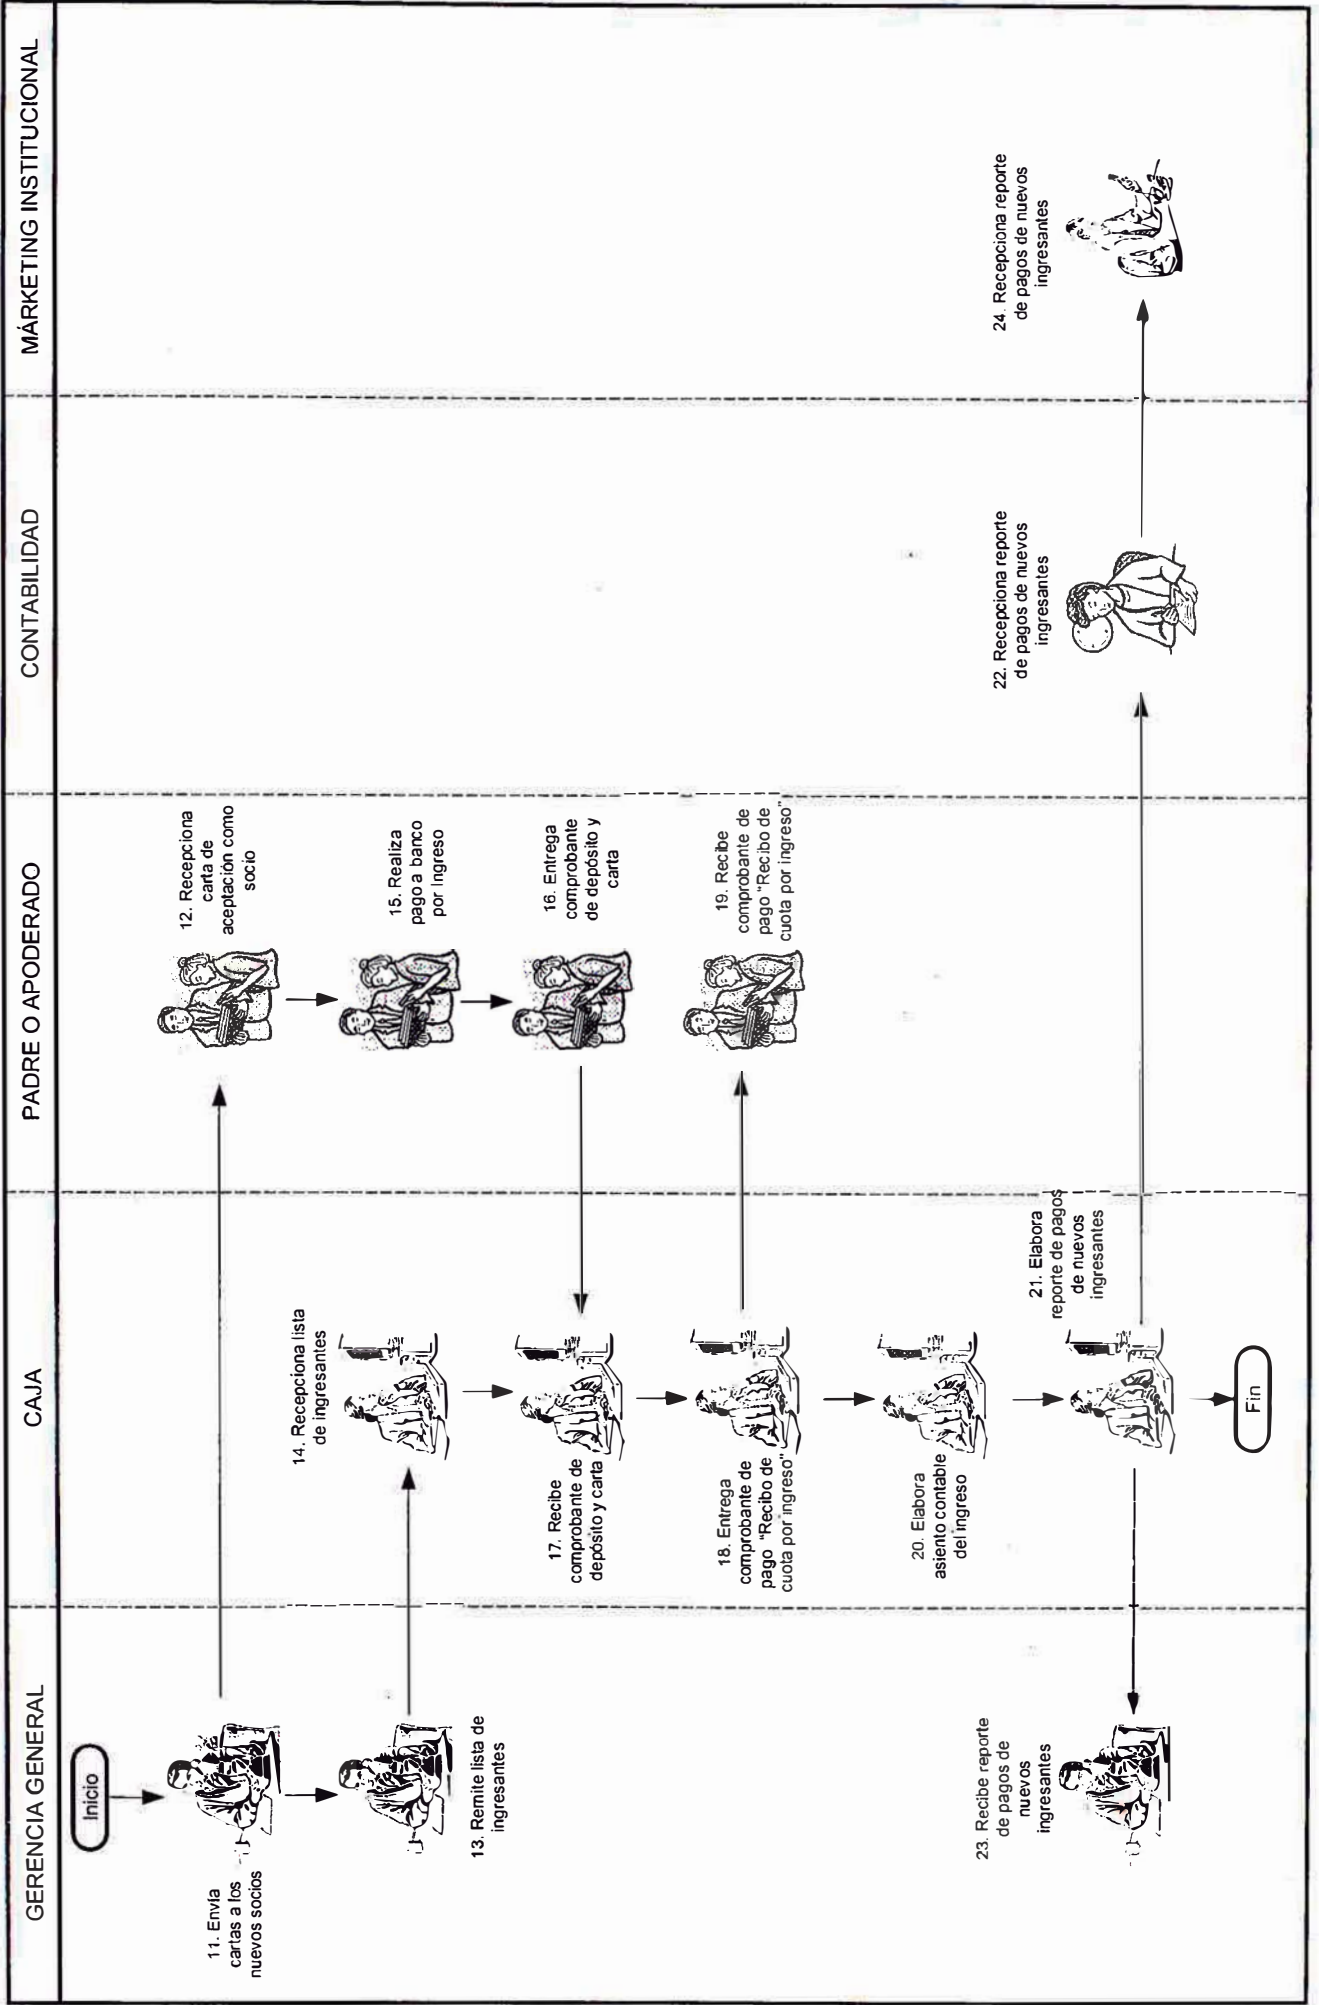 GERENCIA GENERAL
CAJA
PADRE O APODERADO
CONTABILIDAD
MÁRKETING INSTITUCIONAL
Inicio
11. Envía
cartas a los
nuevos socios
12. Recepciona
carta de
aceptación como
socio
13. Remite lista de
ingresantes
14. Recepciona lista
de ingresantes
15. Realiza
pago a banco
por Ingreso
16. Entrega
comprobante
de depósito y
carta
17. Recibe
comprobante de
depósito y carta
18. Entrega
comprobante de
pago "Recibo de
cuota por ingreso"
19. Recibe
comprobante de
pago "Recibo de
cuota por ingreso"
20. Elabora
asiento contable
del ingreso
21. Elabora
reporte de pagos
de nuevos
ingresantes
22. Recepciona reporte
de pagos de nuevos
ingresantes
23. Recibe reporte
de pagos de
nuevos
ingresantes
24. Recepciona reporte
de pagos de nuevos
ingresantes
Fin